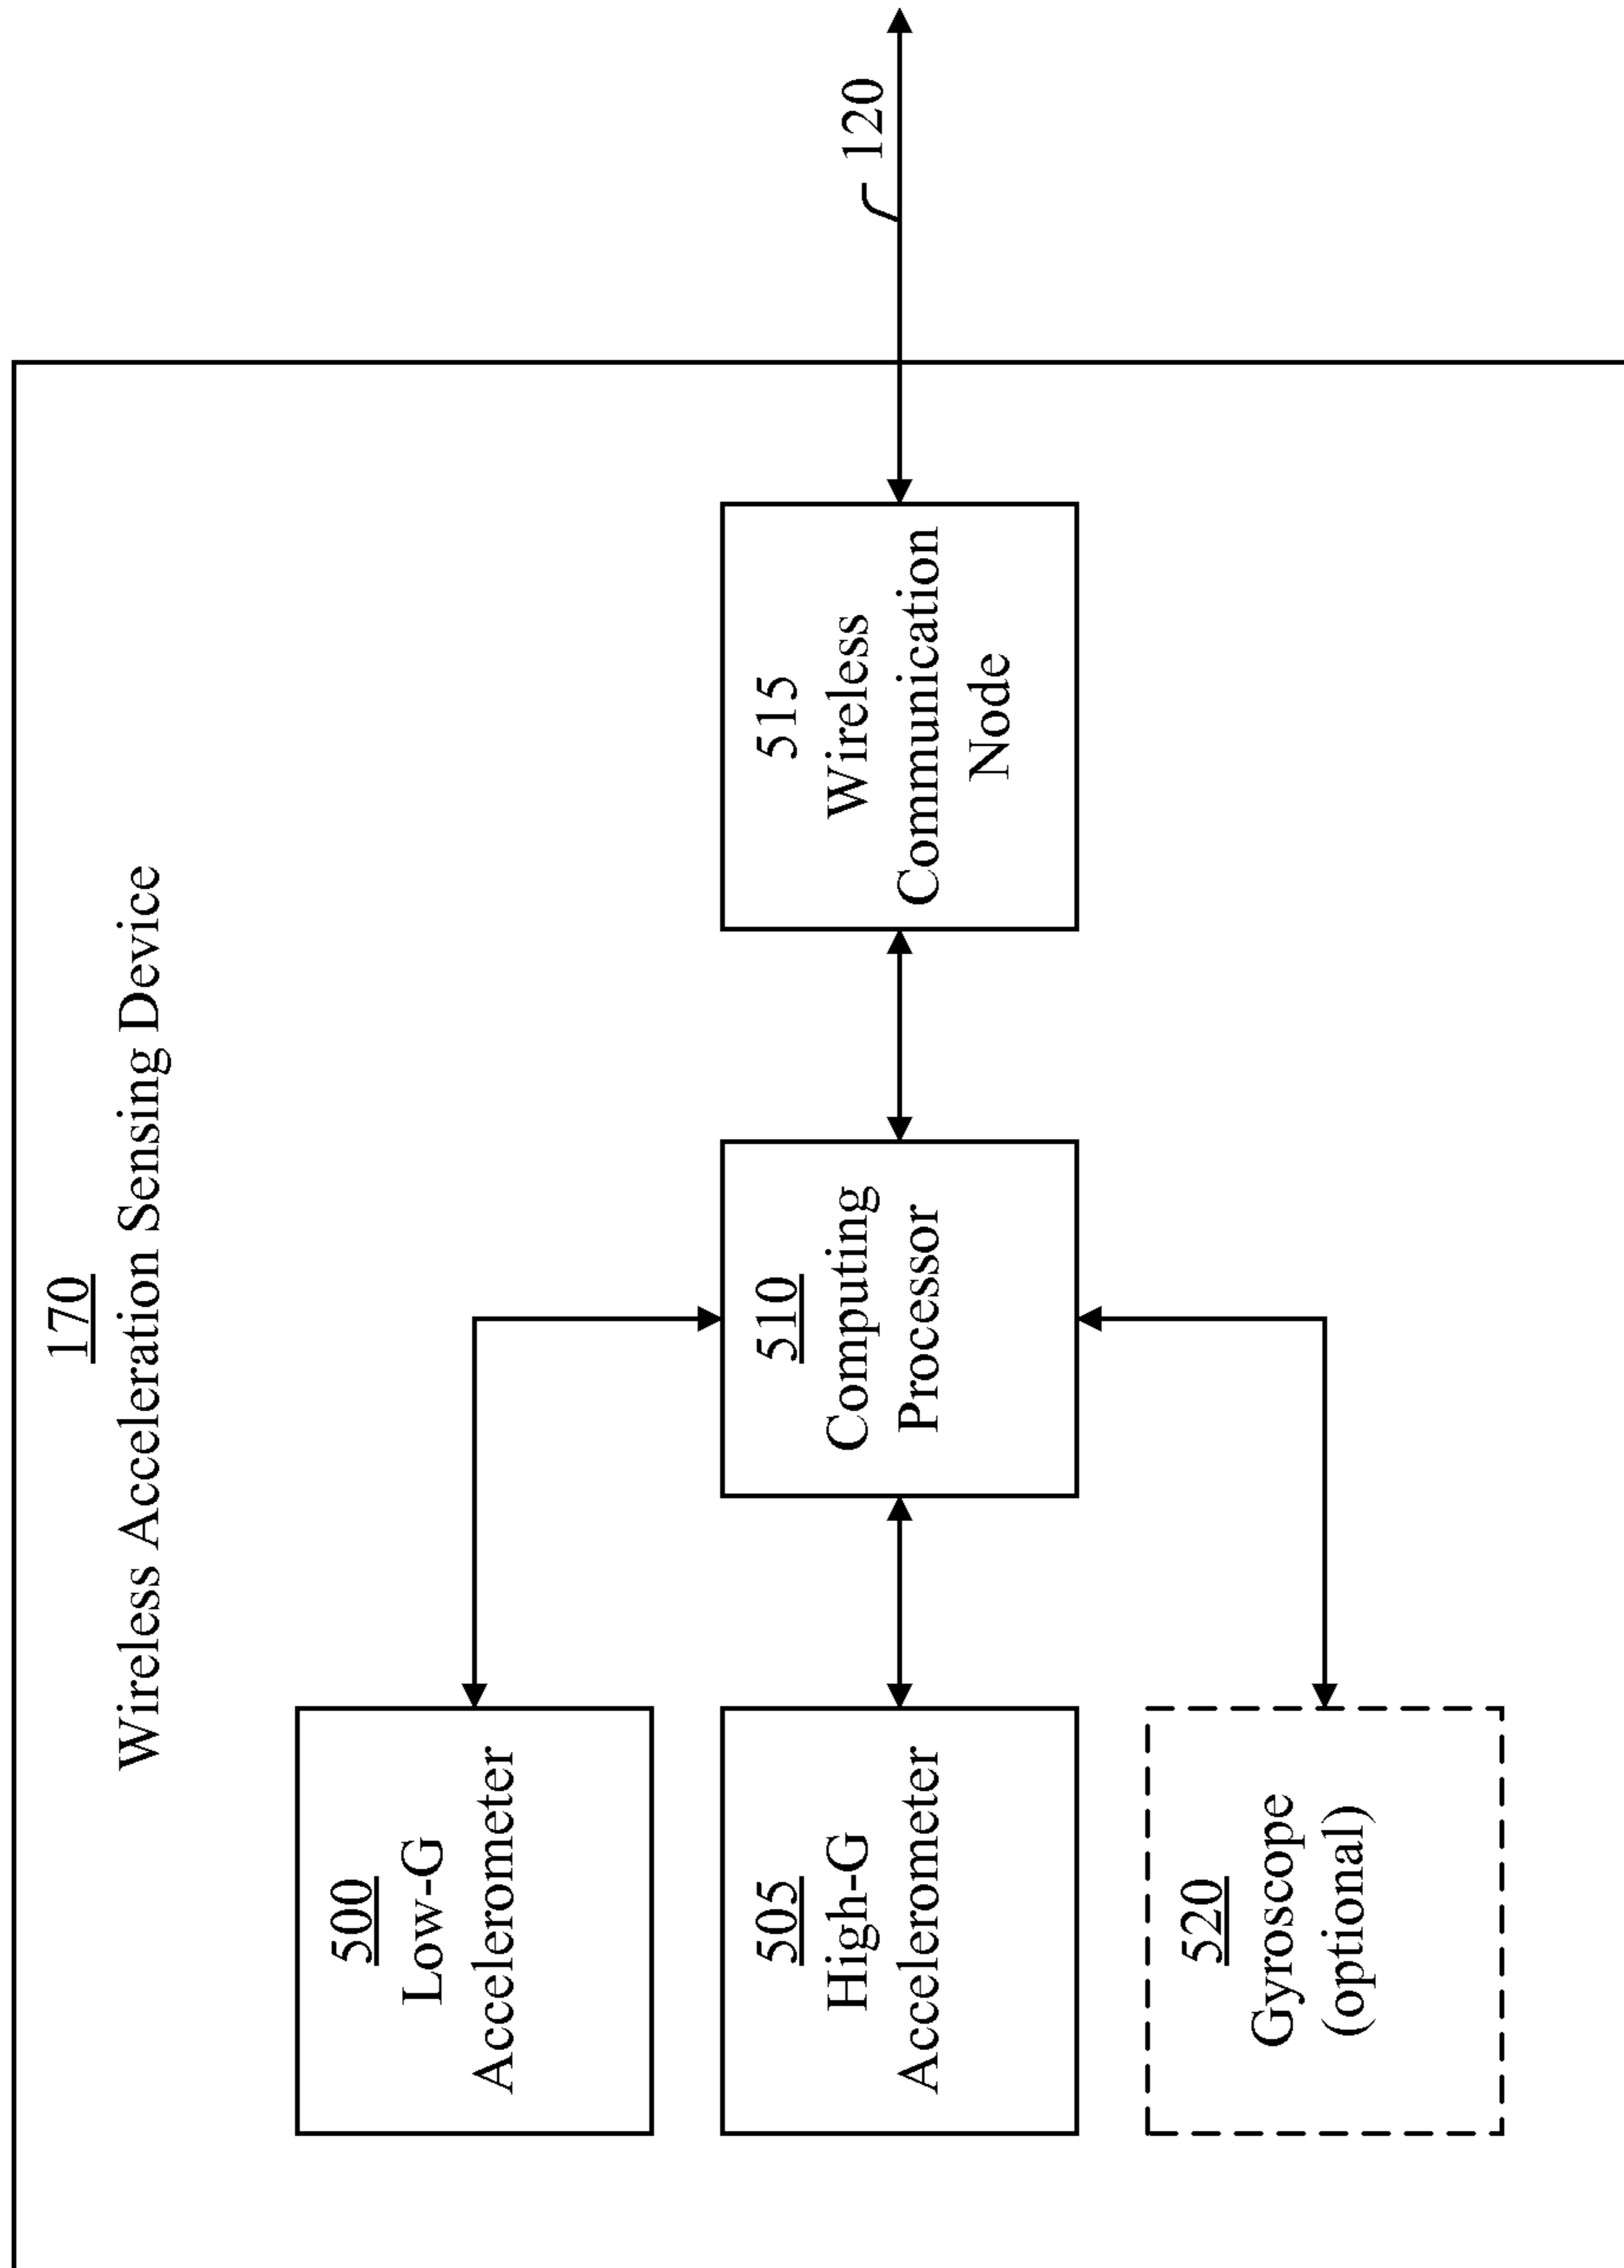 170
Wireless Acceleration Sensing Device
500
Low-G
Accelerometer
505
High-G
Accelerometer
520
Gyroscope
(optional)
510
Computing
Processor
515
Wireless
Communication
Node
120